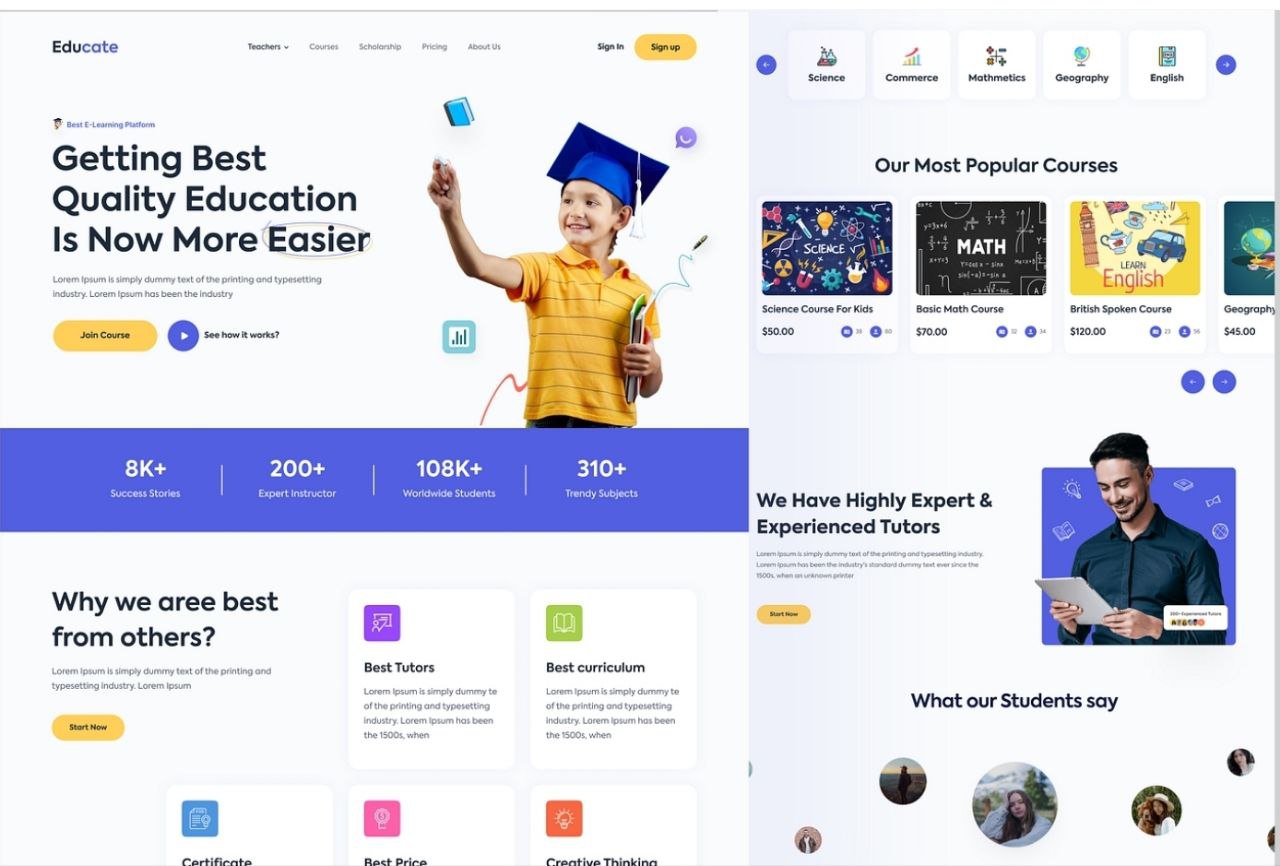 Educate
Teachers
Courses
Scholarship
Pricing
About Us
Sign In
Sign up
Best E-Learning Platform
Getting Best
Quality Education
Is Now More Easier
Lorem Ipsum is simply dummy text of the printing and typesetting
industry. Lorem Ipsum has been the industry
Join Course
See how it works?
8K+
Success Stories
200+
Expert Instructor
108K+
Worldwide Students
310+
Trendy Subjects
Why we aree best
from others?
Lorem Ipsum is simply dummy text of the printing and
typesetting industry. Lorem Ipsum
Start Now
Best Tutors
Lorem Ipsum is simply dummy te
of the printing and typesetting
industry. Lorem Ipsum has been
the 1500s, when
Best curriculum
Lorem Ipsum is simply dummy te
of the printing and typesetting
industry. Lorem Ipsum has been
the 1500s, when
Certificate
Best Price
Creative Thinking
Science
Commerce
Mathmetics
Geography
English
Our Most Popular Courses
SCIENCE
Science Course For Kids
$50.00
38
60
MATH
Basic Math Course
$70.00
32
34
LEARN
English
British Spoken Course
$120.00
23
56
Geography
$45.00
We Have Highly Expert &
Experienced Tutors
Lorem Ipsum is simply dummy text of the printing and typesetting industry.
Lorem Ipsum has been the industry's standard dummy text ever since the
1500s, when an unknown printer
Start Now
200+ Experienced Tutors
What our Students say